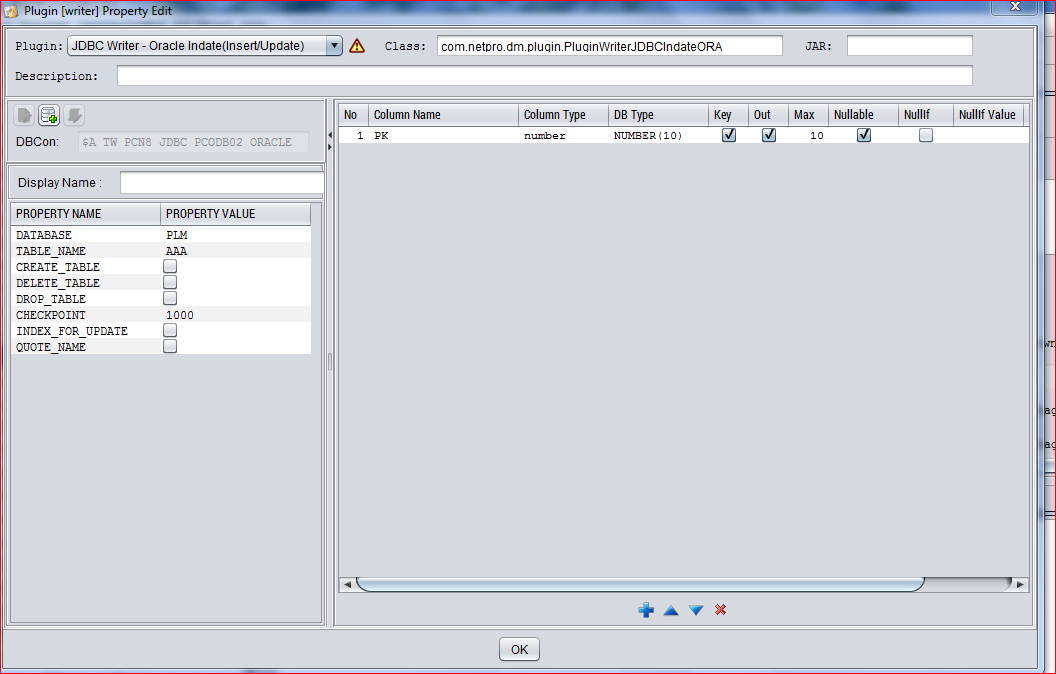 Plugin [writer] Property Edit
Plugin: JDBC Writer - Oracle Indate(Insert/Update) Class: com.netpro.dm.plugin.PluginWriterJDBCIndateORA JAR:
Description:
DBCon: $A TW PCN8 JDBC PCODB02 ORACLE
Display Name :
PROPERTY NAME PROPERTY VALUE
DATABASE PLM
TABLE_NAME AAA
CREATE_TABLE
DELETE_TABLE
DROP_TABLE
CHECKPOINT 1000
INDEX_FOR_UPDATE
QUOTE_NAME
No Column Name Column Type DB Type Key Out Max Nullable NullIf NullIf Value
1 PK number NUMBER(10) 10
OK